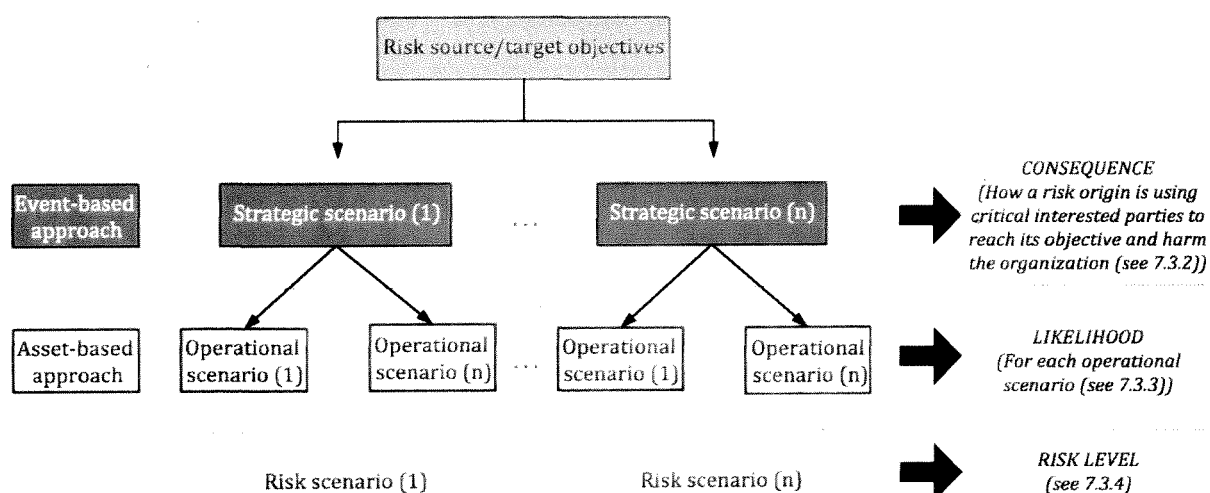 Risk source/target objectives
Event-based
approach
Strategic scenario (1)
...
Strategic scenario (n)
CONSEQUENCE
(How a risk origin is using
critical interested parties to
reach its objective and harm
the organization (see 7.3.2))
Asset-based
approach
Operational
scenario (1)
Operational
scenario (n)
...
Operational
scenario (1)
Operational
scenario (n)
LIKELIHOOD
(For each operational
scenario (see 7.3.3))
Risk scenario (1)
Risk scenario (n)
RISK LEVEL
(see 7.3.4)